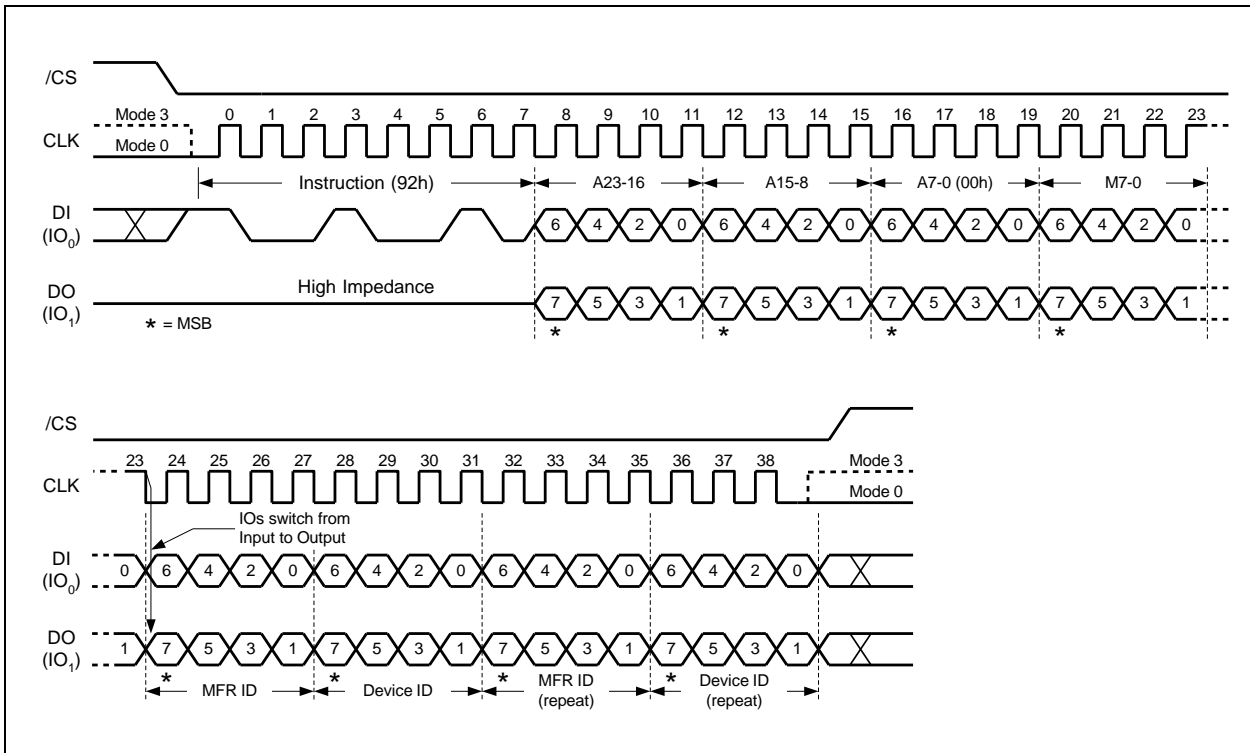 /CS
Mode 3 0 1 2 3 4 5 6 7 8 9 10 11 12 13 14 15 16 17 18 19 20 21 22 23
CLK Mode 0
Instruction (92h) A23-16 A15-8 A7-0 (00h) M7-0
DI
(IO0) 6 4 2 0 6 4 2 0 6 4 2 0 6 4 2 0
High Impedance
DO
(IO1) 7 5 3 1 7 5 3 1 7 5 3 1 7 5 3 1
* = MSB * * * *
/CS
23 24 25 26 27 28 29 30 31 32 33 34 35 36 37 38 Mode 3
CLK Mode 0
IOs switch from
Input to Output
DI
(IO0) 0 6 4 2 0 6 4 2 0 6 4 2 0 6 4 2 0
DO
(IO1) 1 7 5 3 1 7 5 3 1 7 5 3 1 7 5 3 1
* * * *
MFR ID Device ID MFR ID
(repeat) Device ID
(repeat)